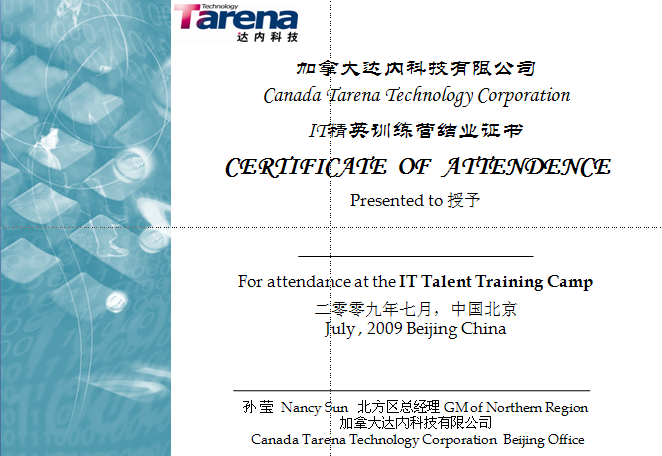 Technology
Tarena
达内科技
加拿大达内科技有限公司
Canada Tarena Technology Corporation
IT精英训练营结业证书
CERTIFICATE OF ATTENDENCE
Presented to 授予
For attendance at the IT Talent Training Camp
二零零九年七月，中国北京
July , 2009 Beijing China
孙 莹 Nancy Sun 北方区总经理 GM of Northern Region
加拿大达内科技有限公司
Canada Tarena Technology Corporation Beijing Office